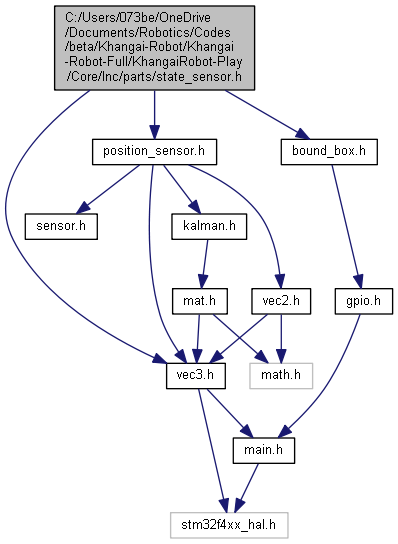 C:/Users/073be/OneDrive
/Documents/Robotics/Codes
/beta/Khangai-Robot/Khangai
-Robot-Full/KhangaiRobot-Play
/Core/Inc/parts/state_sensor.h
position_sensor.h
bound_box.h
sensor.h
kalman.h
mat.h
vec2.h
gpio.h
vec3.h
math.h
main.h
stm32f4xx_hal.h